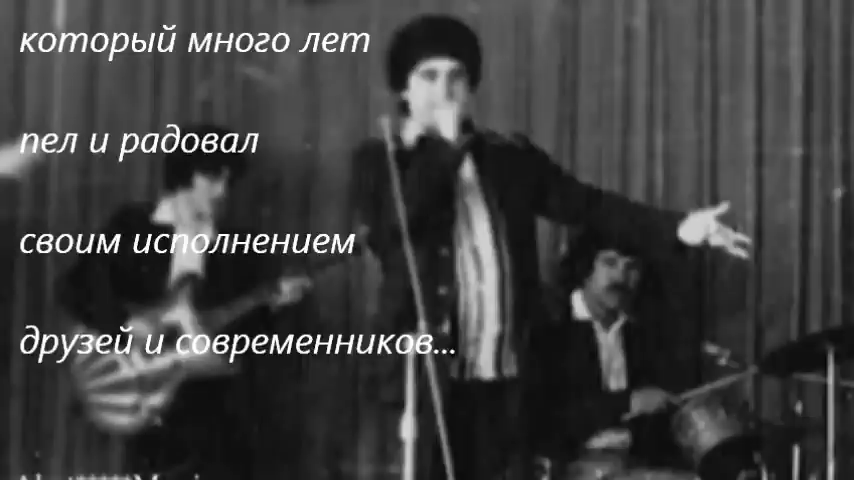 который много лет
пел и радовал
своим исполнением
друзей и современников...